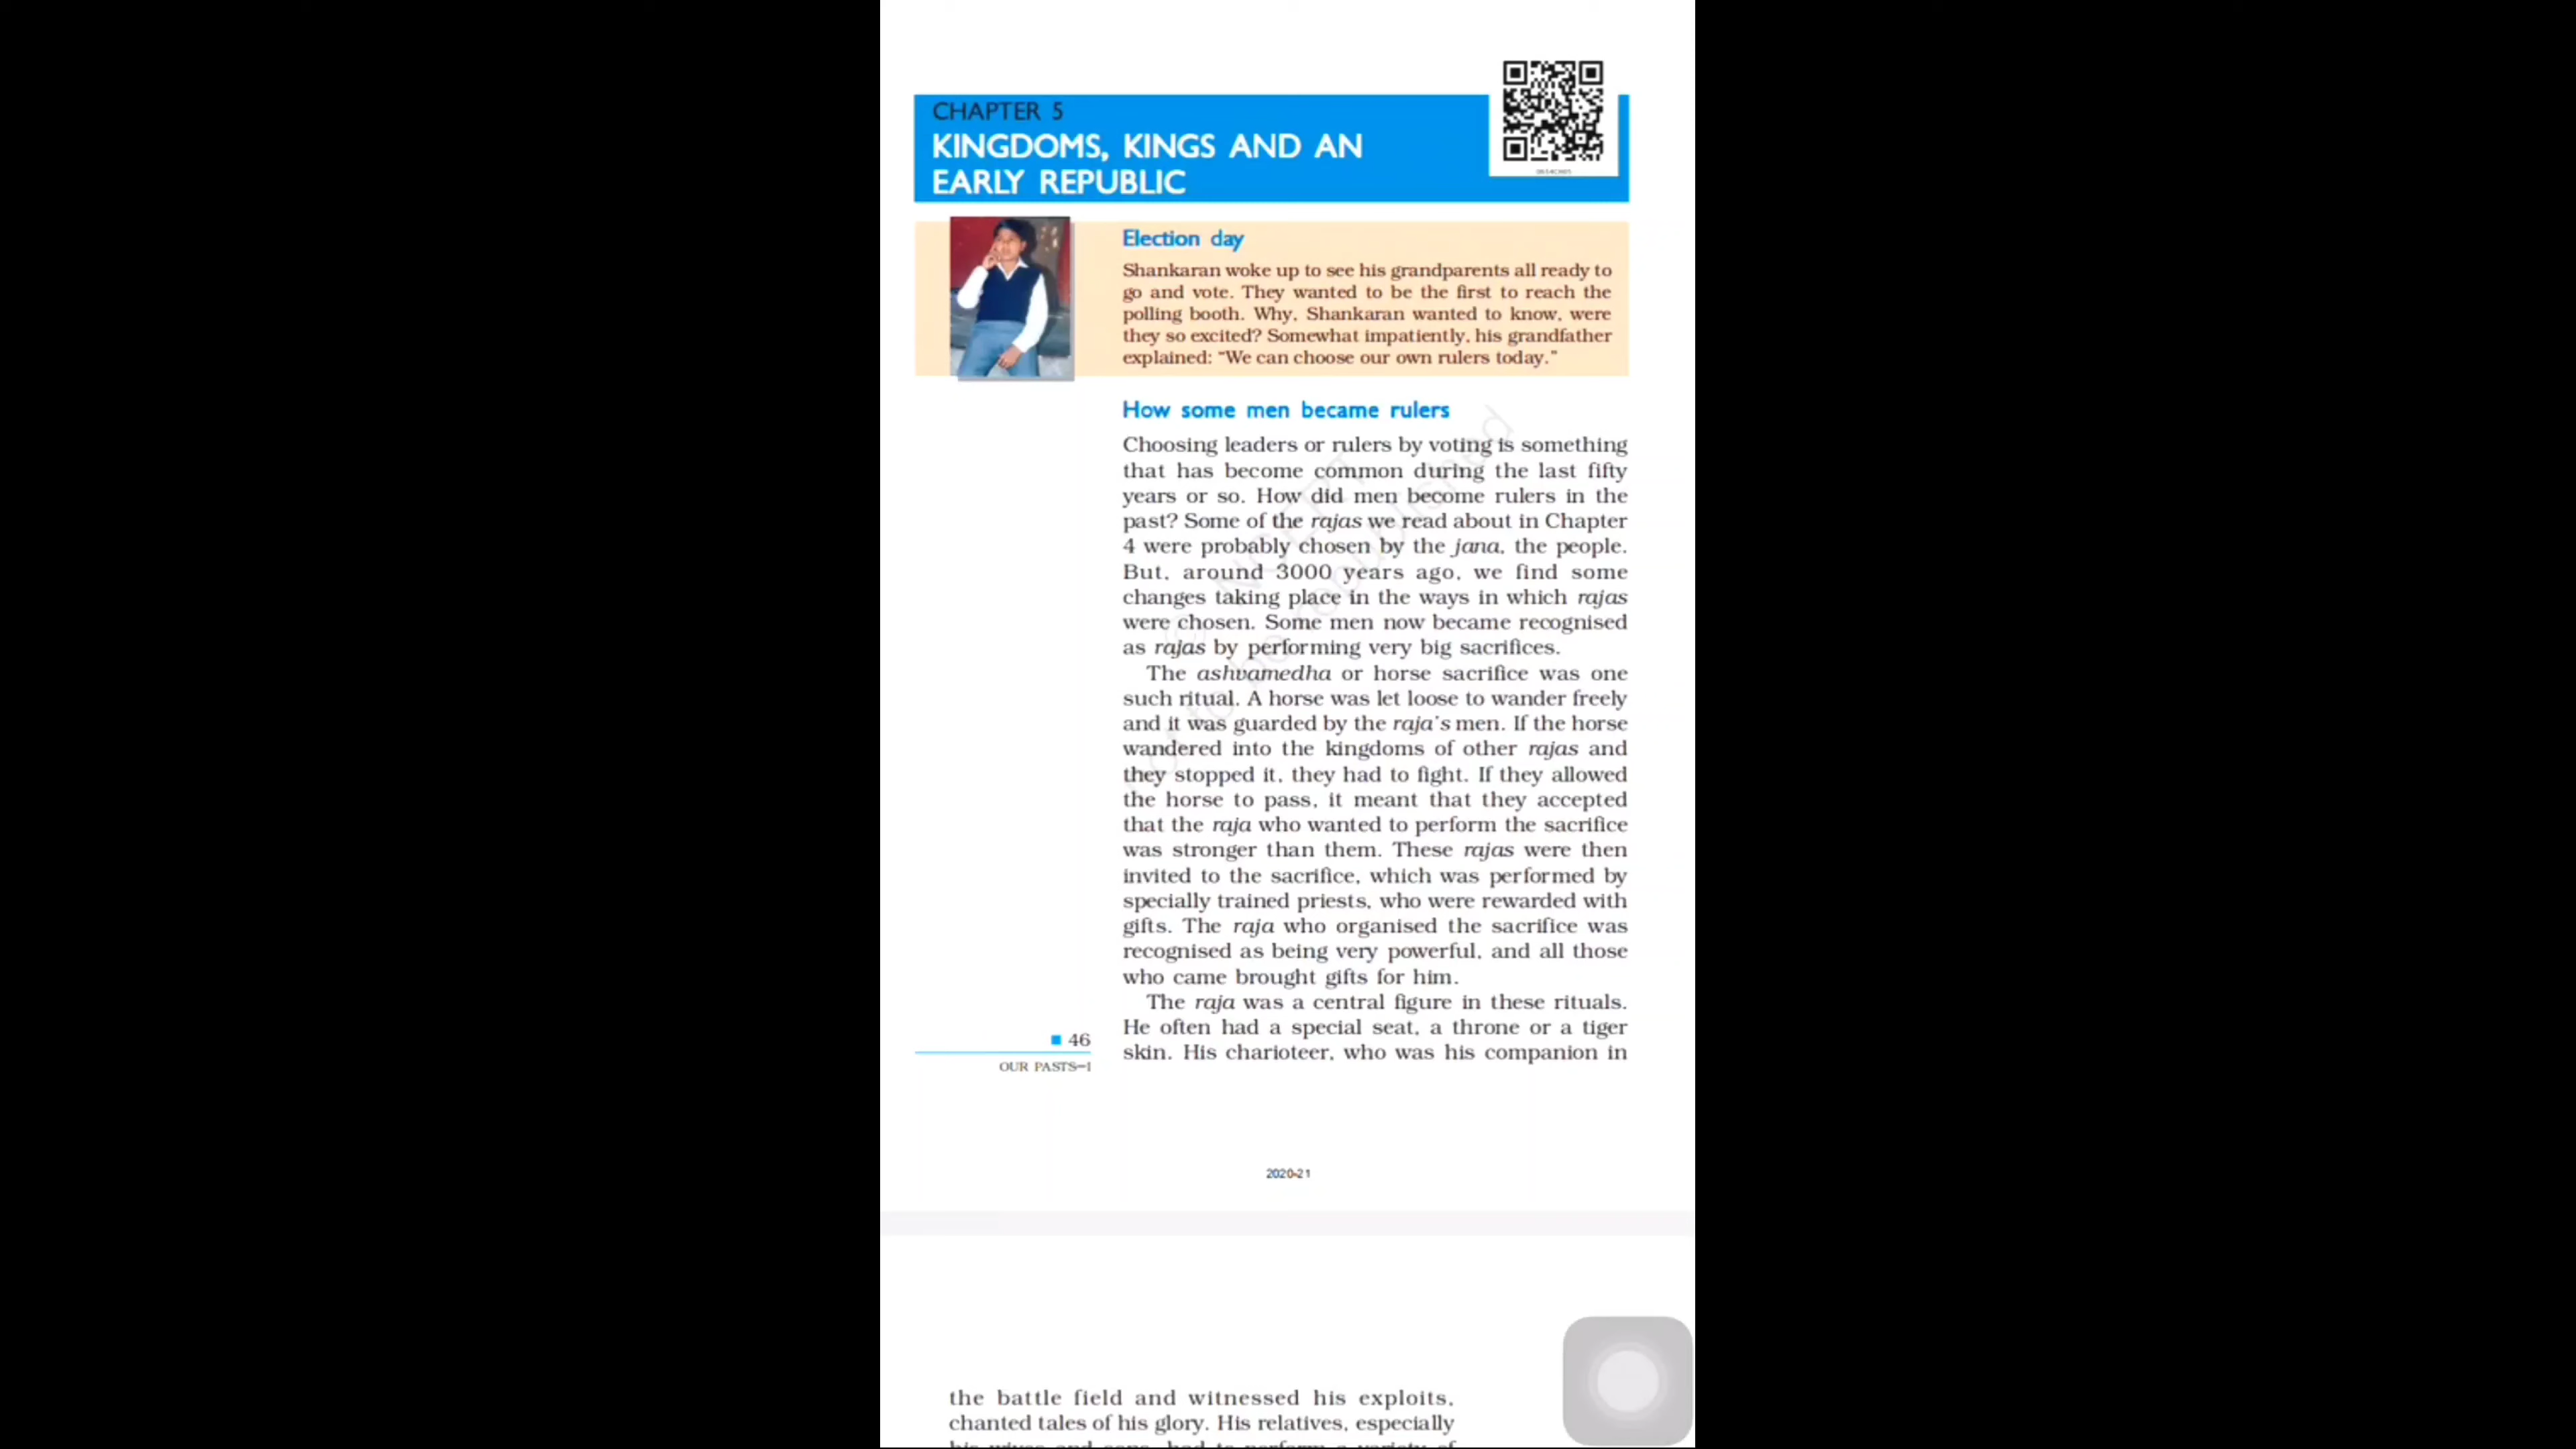 CHAPTER 5
KINGDOMS, KINGS AND AN
EARLY REPUBLIC
Election day
Shankaran woke up to see his grandparents all ready to
go and vote. They wanted to be the first to reach the
polling booth. Why, Shankaran wanted to know, were
they so excited? Somewhat impatiently, his grandfather
explained: “We can choose our own rulers today.”
How some men became rulers
Choosing leaders or rulers by voting is something
that has become common during the last fifty
years or so. How did men become rulers in the
past? Some of the rajas we read about in Chapter
4 were probably chosen by the jana, the people.
But, around 3000 years ago, we find some
changes taking place in the ways in which rajas
were chosen. Some men now became recognised
as rajas by performing very big sacrifices.
The ashvamedha or horse sacrifice was one
such ritual. A horse was let loose to wander freely
and it was guarded by the raja’s men. If the horse
wandered into the kingdoms of other rajas and
they stopped it, they had to fight. If they allowed
the horse to pass, it meant that they accepted
that the raja who wanted to perform the sacrifice
was stronger than them. These rajas were then
invited to the sacrifice, which was performed by
specially trained priests, who were rewarded with
gifts. The raja who organised the sacrifice was
recognised as being very powerful, and all those
who came brought gifts for him.
The raja was a central figure in these rituals.
He often had a special seat, a throne or a tiger
skin. His charioteer, who was his companion in
46
OUR PASTS–I
2020-21
the battle field and witnessed his exploits,
chanted tales of his glory. His relatives, especially